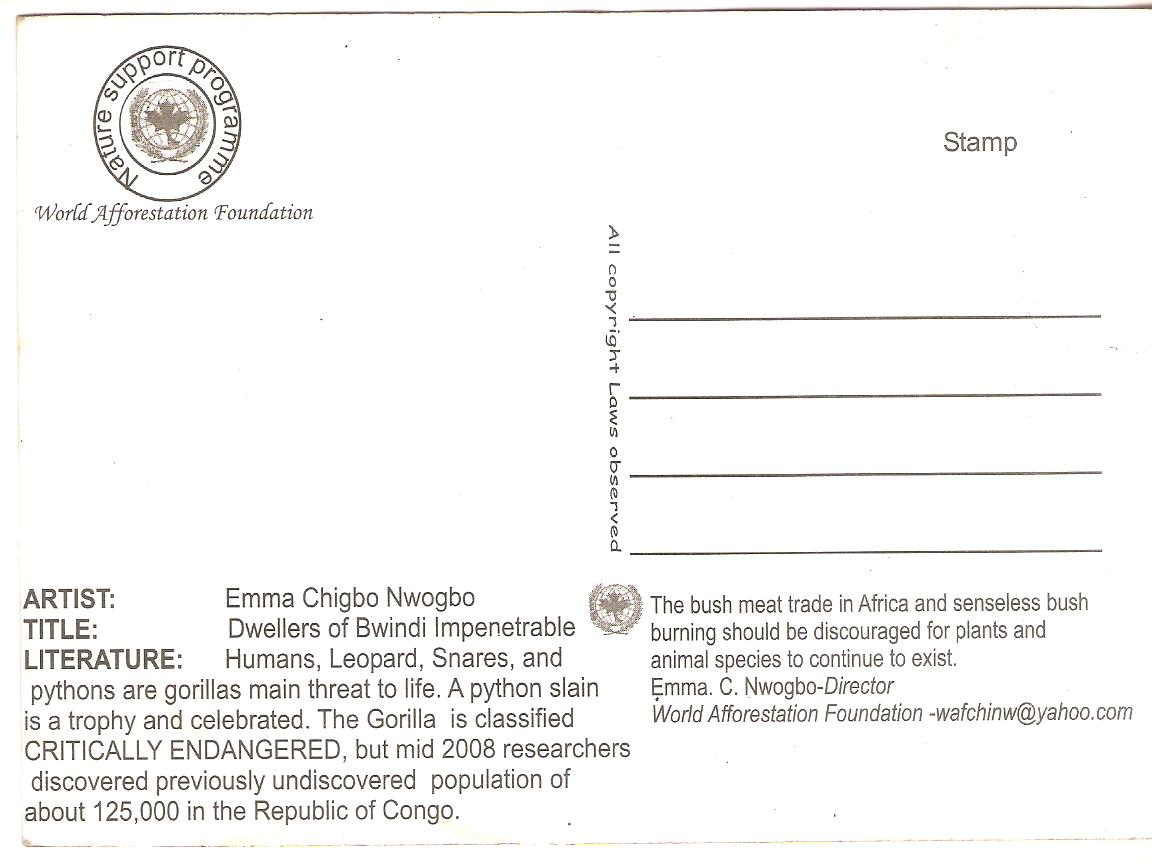 Nature support programme
World Afforestation Foundation
Stamp
All copyright Laws observed
ARTIST: Emma Chigbo Nwogbo
TITLE: Dwellers of Bwindi Impenetrable
LITERATURE: Humans, Leopard, Snares, and
pythons are gorillas main threat to life. A python slain
is a trophy and celebrated. The Gorilla is classified
CRITICALLY ENDANGERED, but mid 2008 researchers
discovered previously undiscovered population of
about 125,000 in the Republic of Congo.
The bush meat trade in Africa and senseless bush
burning should be discouraged for plants and
animal species to continue to exist.
Emma. C. Nwogbo-Director
World Afforestation Foundation -wafchinw@yahoo.com